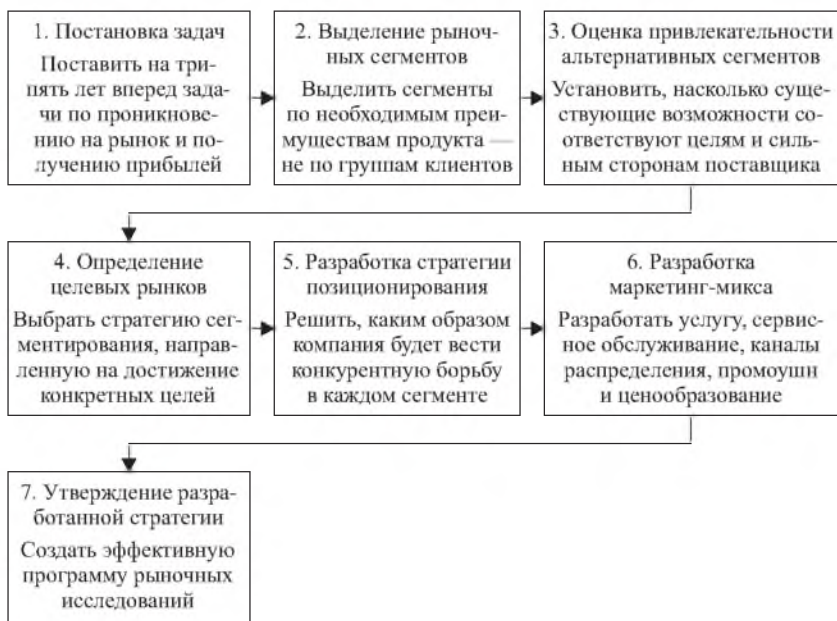 1. Постановка задач
Поставить на три-
пять лет вперед зада-
чи по проникнове-
нию на рынок и по-
лучению прибылей
2. Выделение рыноч-
ных сегментов
Выделить сегменты
по необходимым преи-
муществам продукта —
не по группам клиентов
3. Оценка привлекательности
альтернативных сегментов
Установить, насколько суще-
ствующие возможности со-
ответствуют целям и силь-
ным сторонам поставщика
4. Определение
целевых рынков
Выбрать стратегию сег-
ментирования, направ-
ленную на достижение
конкретных целей
5. Разработка стратегии
позиционирования
Решить, каким образом
компания будет вести
конкурентную борьбу
в каждом сегменте
6. Разработка
маркетинг-микса
Разработать услугу, сервис-
ное обслуживание, каналы
распределения, промоушн
и ценообразование
7. Утверждение разра-
ботанной стратегии
Создать эффективную
программу рыночных
исследований